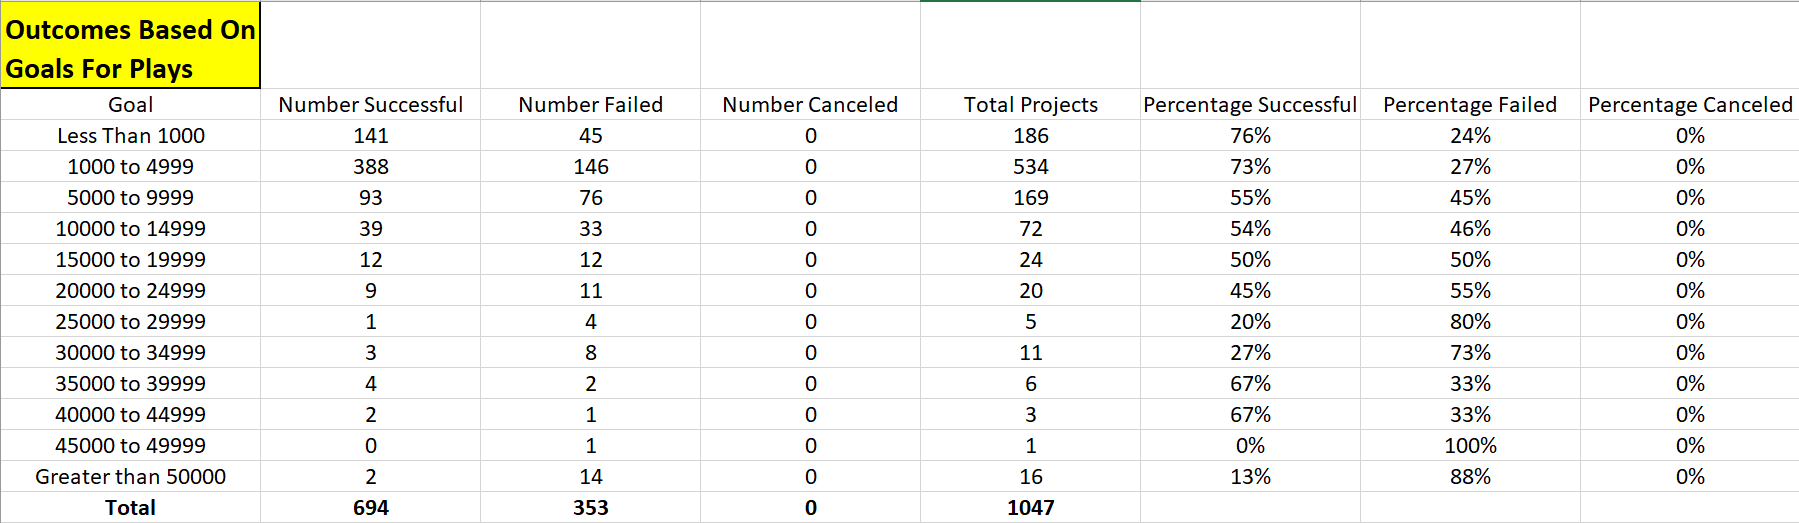 Outcomes Based On
Goals For Plays
Goal Number Successful Number Failed Number Canceled Total Projects Percentage Successful Percentage Failed Percentage Canceled
Less Than 1000 141 45 0 186 76% 24% 0%
1000 to 4999 388 146 0 534 73% 27% 0%
5000 to 9999 93 76 0 169 55% 45% 0%
10000 to 14999 39 33 0 72 54% 46% 0%
15000 to 19999 12 12 0 24 50% 50% 0%
20000 to 24999 9 11 0 20 45% 55% 0%
25000 to 29999 1 4 0 5 20% 80% 0%
30000 to 34999 3 8 0 11 27% 73% 0%
35000 to 39999 4 2 0 6 67% 33% 0%
40000 to 44999 2 1 0 3 67% 33% 0%
45000 to 49999 0 1 0 1 0% 100% 0%
Greater than 50000 2 14 0 16 13% 88% 0%
Total 694 353 0 1047